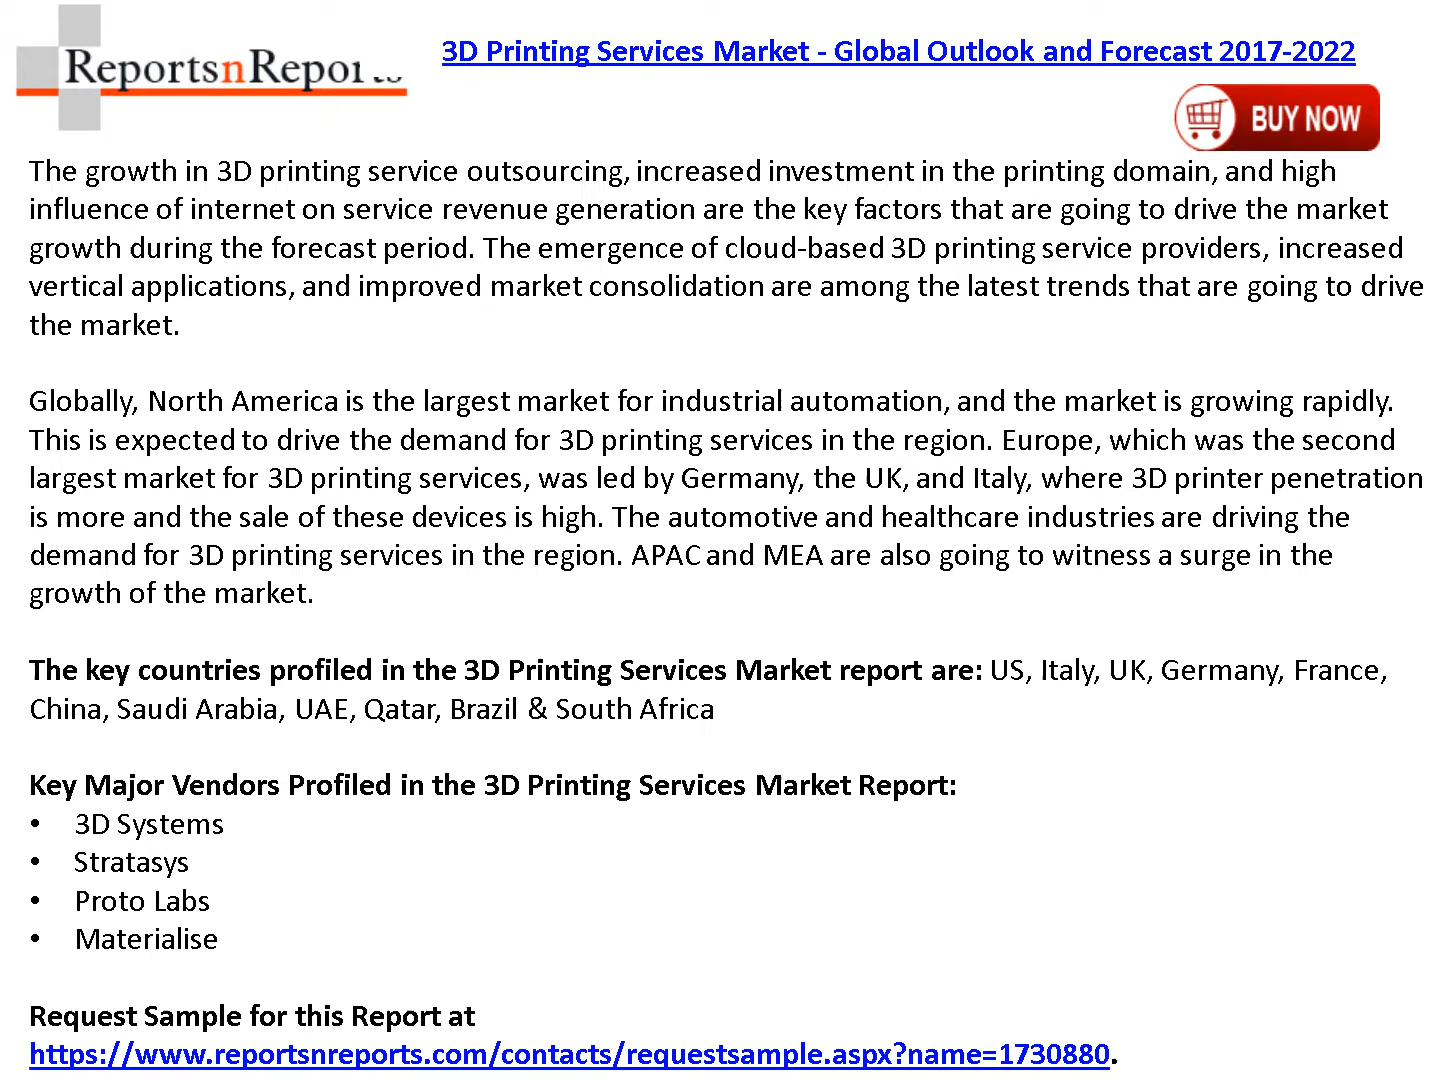 3D Printing Services Market - Global Outlook and Forecast 2017-2022
BUY NOW
The growth in 3D printing service outsourcing, increased investment in the printing domain, and high
influence of internet on service revenue generation are the key factors that are going to drive the market
growth during the forecast period. The emergence of cloud-based 3D printing service providers, increased
vertical applications, and improved market consolidation are among the latest trends that are going to drive
the market.
Globally, North America is the largest market for industrial automation, and the market is growing rapidly.
This is expected to drive the demand for 3D printing services in the region. Europe, which was the second
largest market for 3D printing services, was led by Germany, the UK, and Italy, where 3D printer penetration
is more and the sale of these devices is high. The automotive and healthcare industries are driving the
demand for 3D printing services in the region. APAC and MEA are also going to witness a surge in the
growth of the market.
The key countries profiled in the 3D Printing Services Market report are: US, Italy, UK, Germany, France,
China, Saudi Arabia, UAE, Qatar, Brazil & South Africa
Key Major Vendors Profiled in the 3D Printing Services Market Report:
• 3D Systems
• Stratasys
• Proto Labs
• Materialise
Request Sample for this Report at
https://www.reportsnreports.com/contacts/requestsample.aspx?name=1730880.